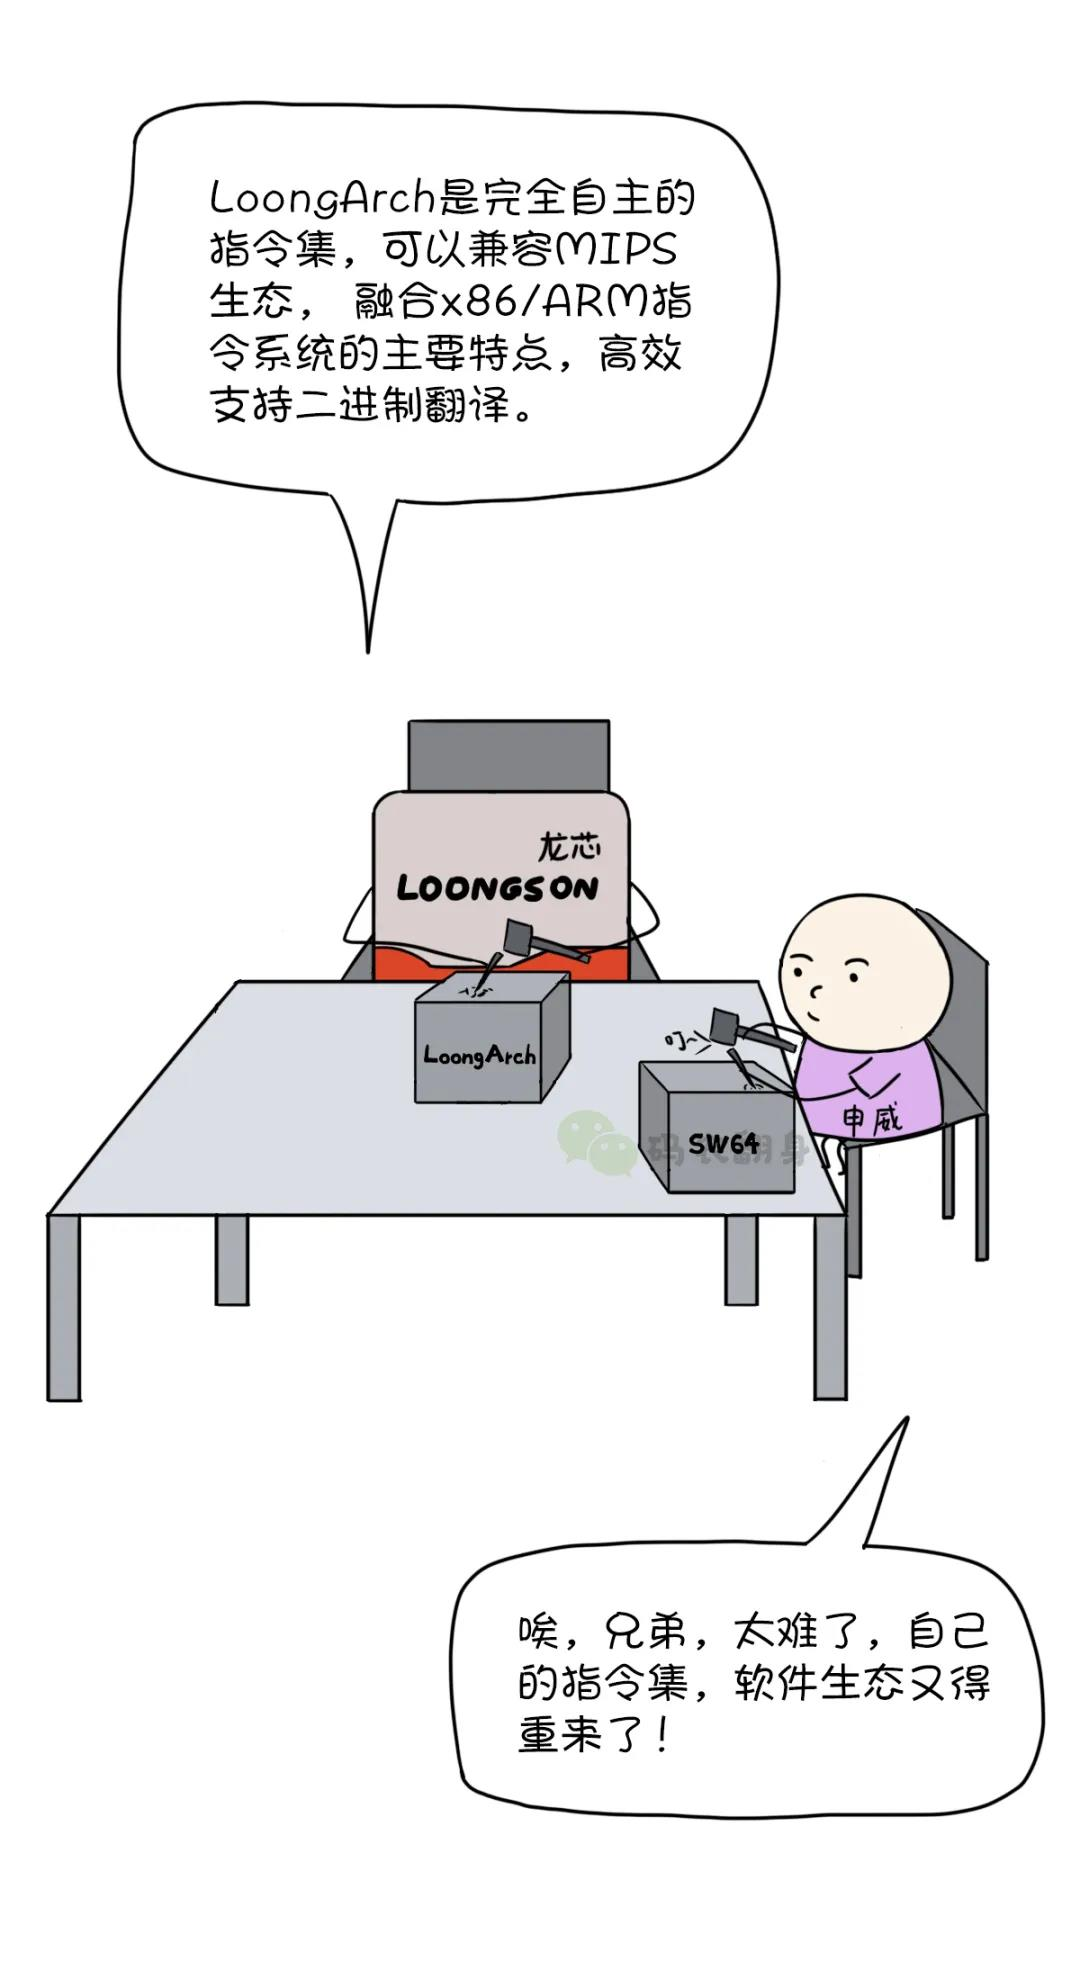 LoongArch是完全自主的
指令集，可以兼容MIPS
生态， 融合x86/ARM指
令系统的主要特点，高效
支持二进制翻译。
龙芯
LOONGSON
LoongArch
叮~
申威
SW64
码农翻身
唉，兄弟，太难了，自己
的指令集，软件生态又得
重来了！